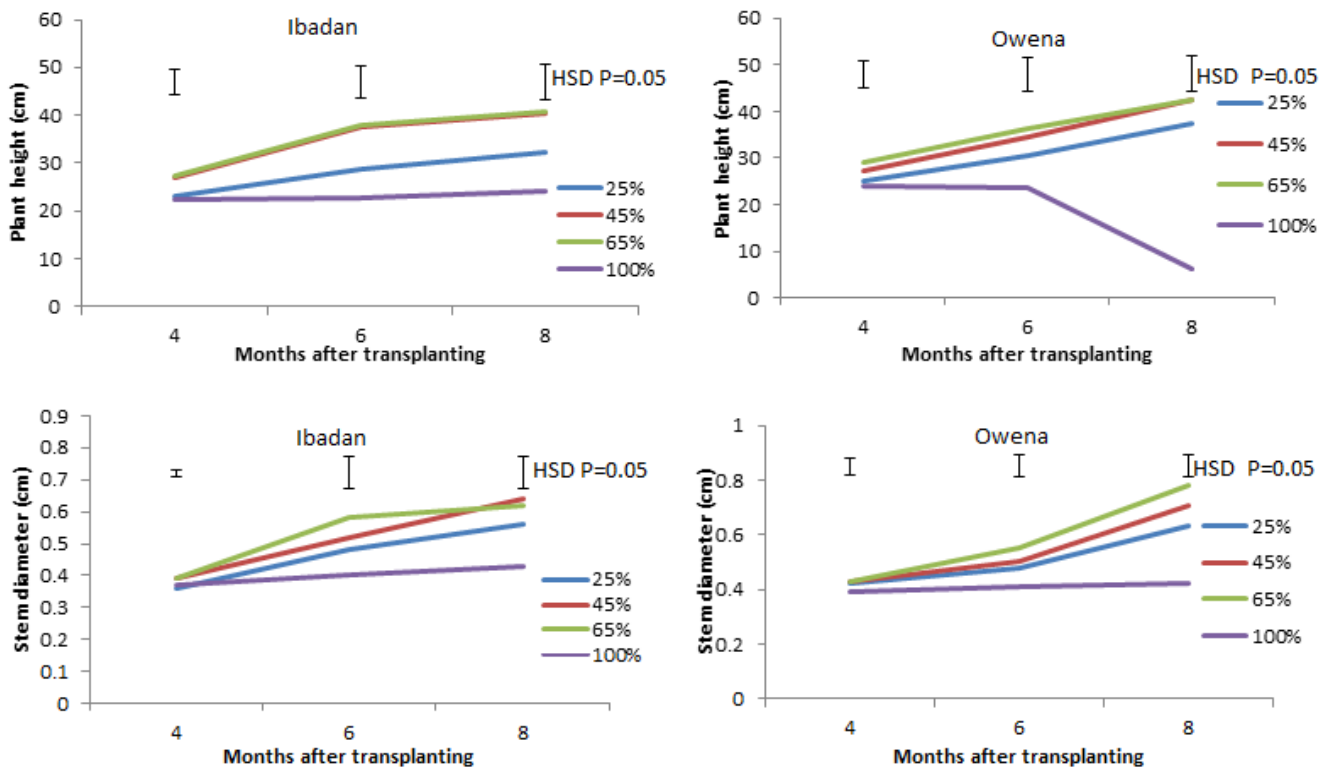 Ibadan
Plant height (cm)
60
50
40
30
20
10
0
HSD P=0.05
25%
45%
65%
100%
4 6 8
Months after transplanting
Owena
Plant height (cm)
60
50
40
30
20
10
0
HSD P=0.05
25%
45%
65%
100%
4 6 8
Months after transplanting
Ibadan
Stem diameter (cm)
0.9
0.8
0.7
0.6
0.5
0.4
0.3
0.2
0.1
0
HSD P=0.05
25%
45%
65%
100%
4 6 8
Months after transplanting
Owena
Stem diameter (cm)
1
0.8
0.6
0.4
0.2
0
HSD P=0.05
25%
45%
65%
100%
4 6 8
Months after transplanting